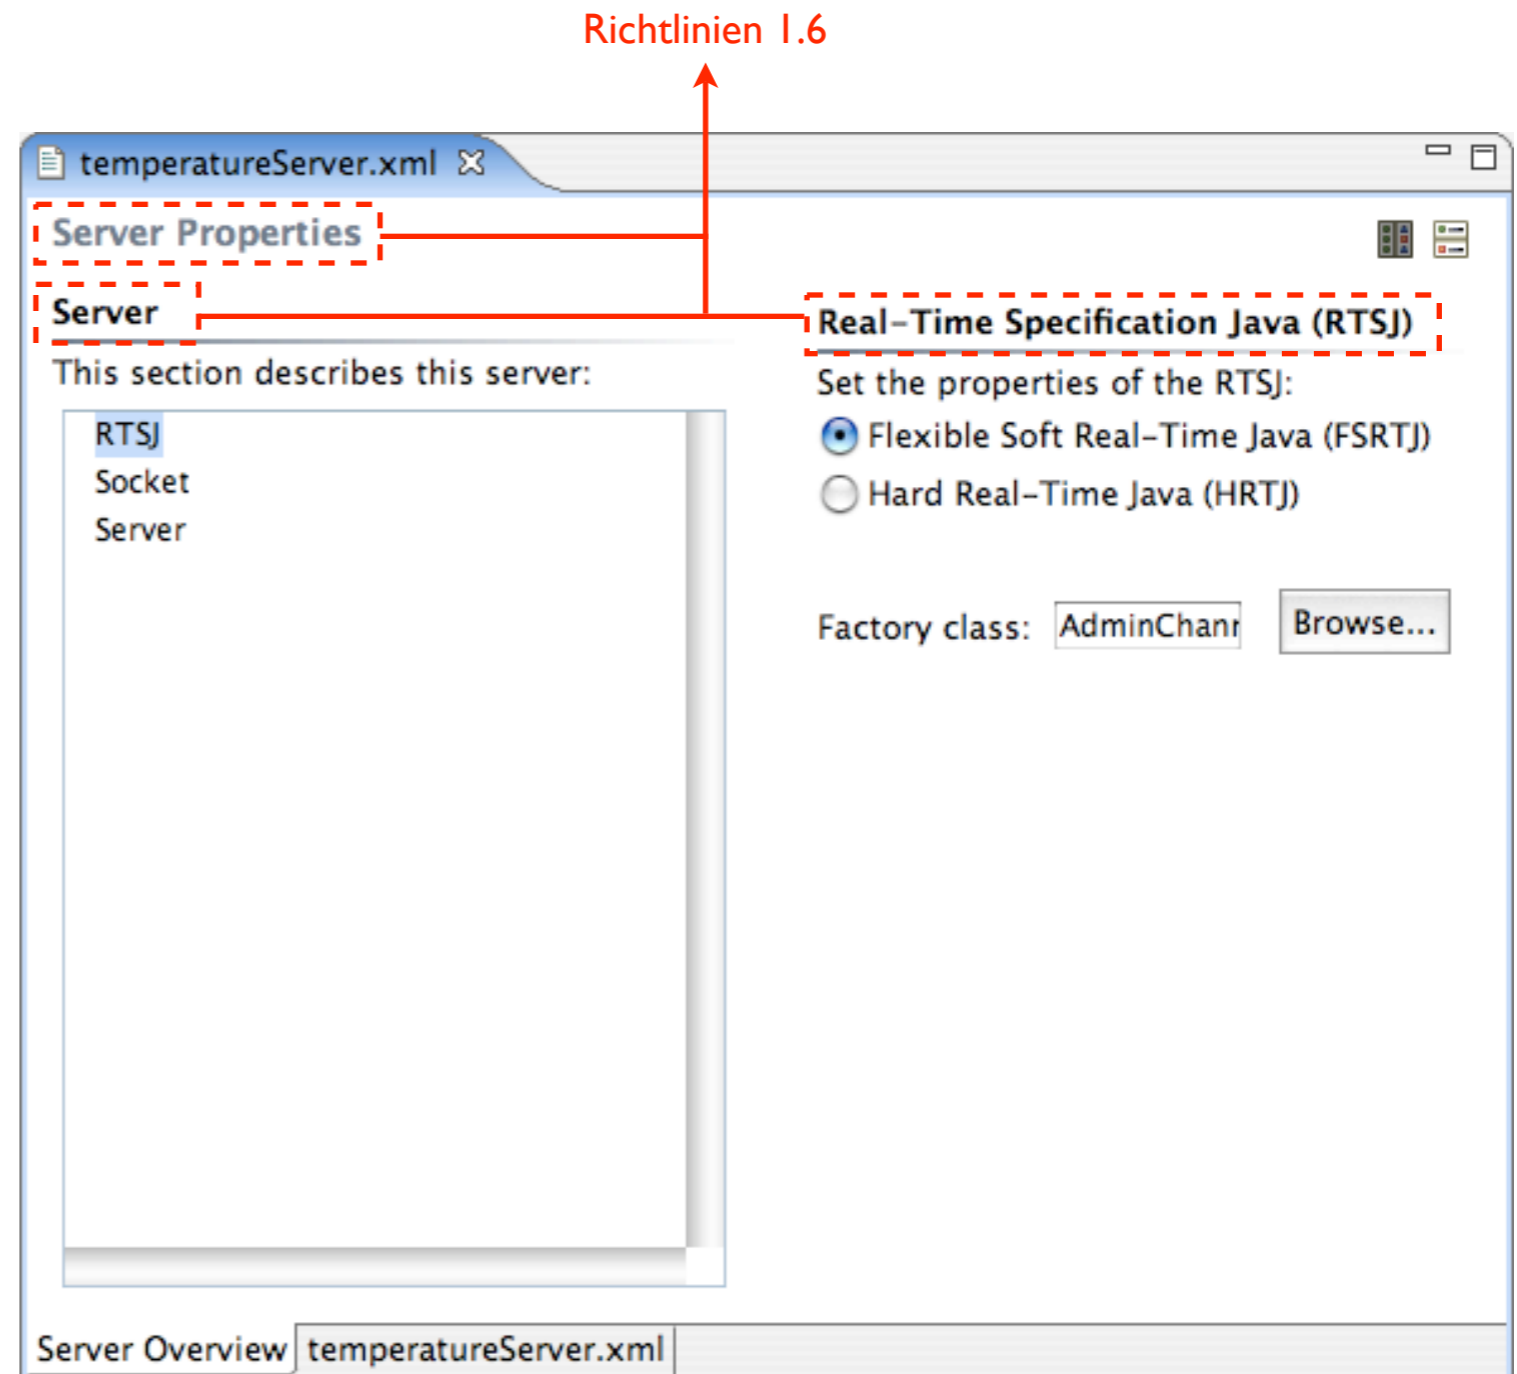 Richtlinien 1.6
temperatureServer.xml
Server Properties
Server
This section describes this server:
RTSJ
Socket
Server
Real-Time Specification Java (RTSJ)
Set the properties of the RTSJ:
Flexible Soft Real-Time Java (FSRTJ)
Hard Real-Time Java (HRTJ)
Factory class: AdminChann Browse...
Server Overview temperatureServer.xml